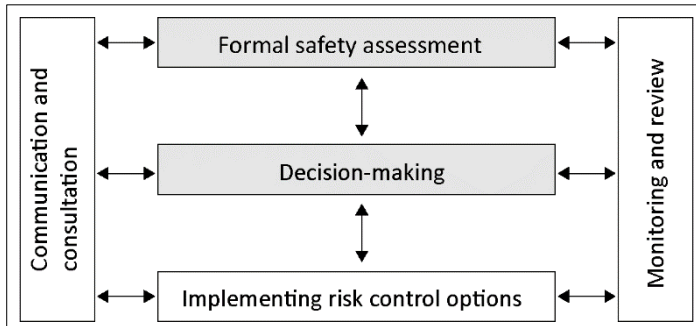 Communication and
consultation
Formal safety assessment
Decision-making
Implementing risk control options
Monitoring and review